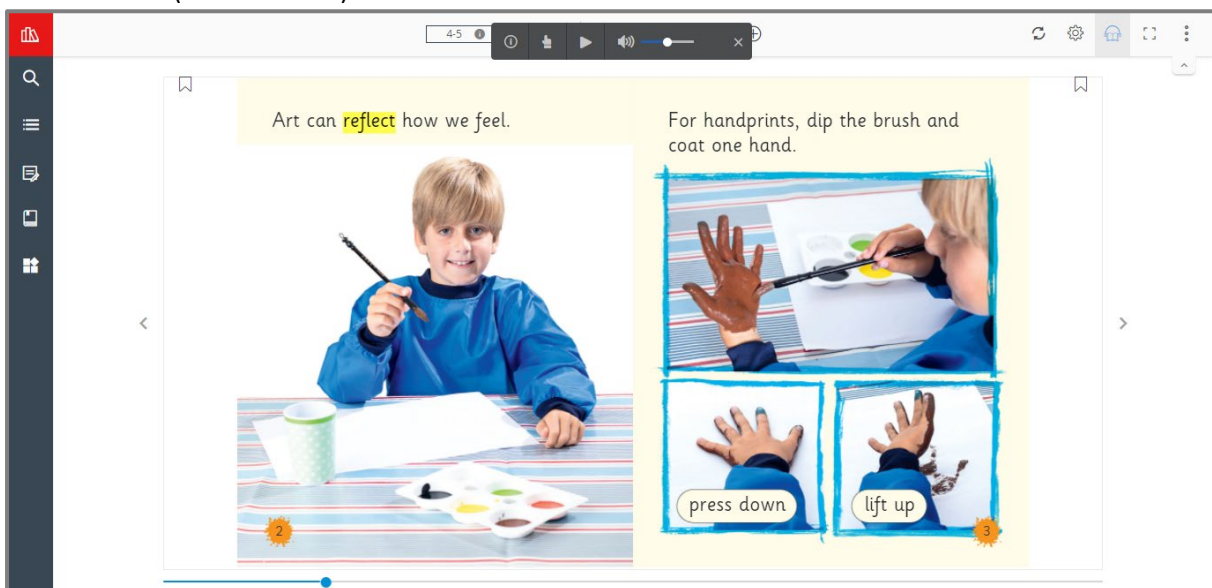 4-5
Art can reflect how we feel.
For handprints, dip the brush and
coat one hand.
press down
lift up
2
3